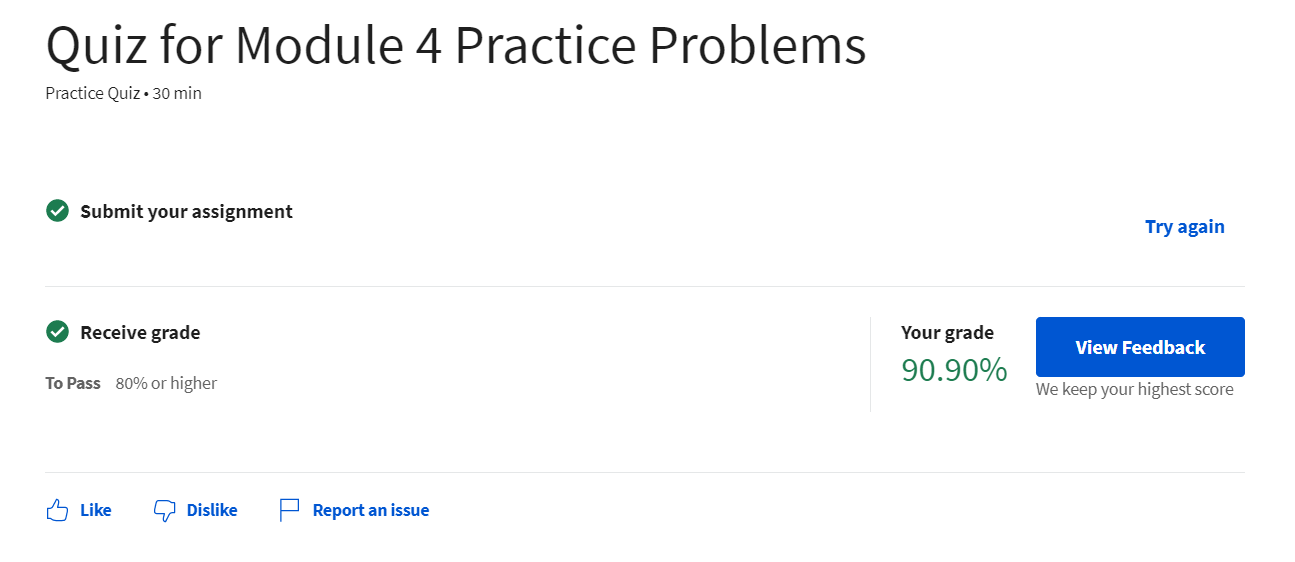 Quiz for Module 4 Practice Problems
Practice Quiz • 30 min
Submit your assignment
Try again
Receive grade
To Pass 80% or higher
Your grade
90.90%
View Feedback
We keep your highest score
Like Dislike Report an issue